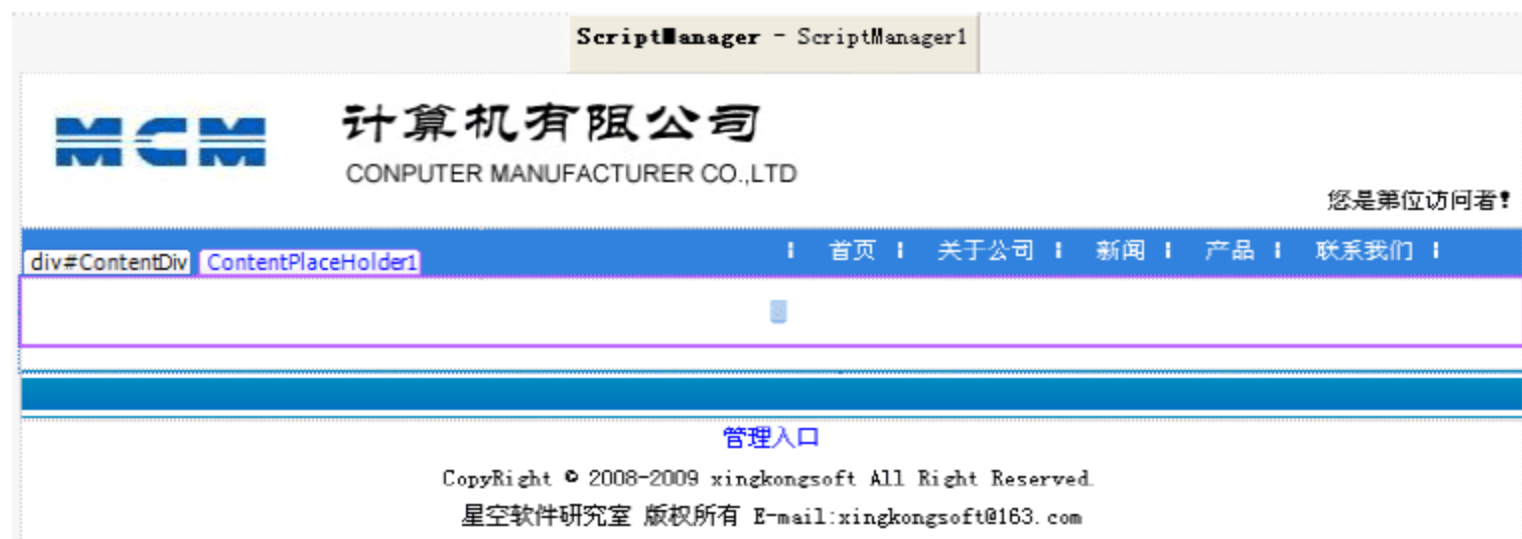 ScriptManager - ScriptManager1
MCM
计算机有限公司
CONPUTER MANUFACTURER CO.,LTD
您是第位访问者!
div#ContentDiv ContentPlaceHolder1
| 首页 | 关于公司 | 新闻 | 产品 | 联系我们 |
管理入口
CopyRight © 2008-2009 xingkongsoft All Right Reserved.
星空软件研究室 版权所有 E-mail:xingkongsoft@163.com